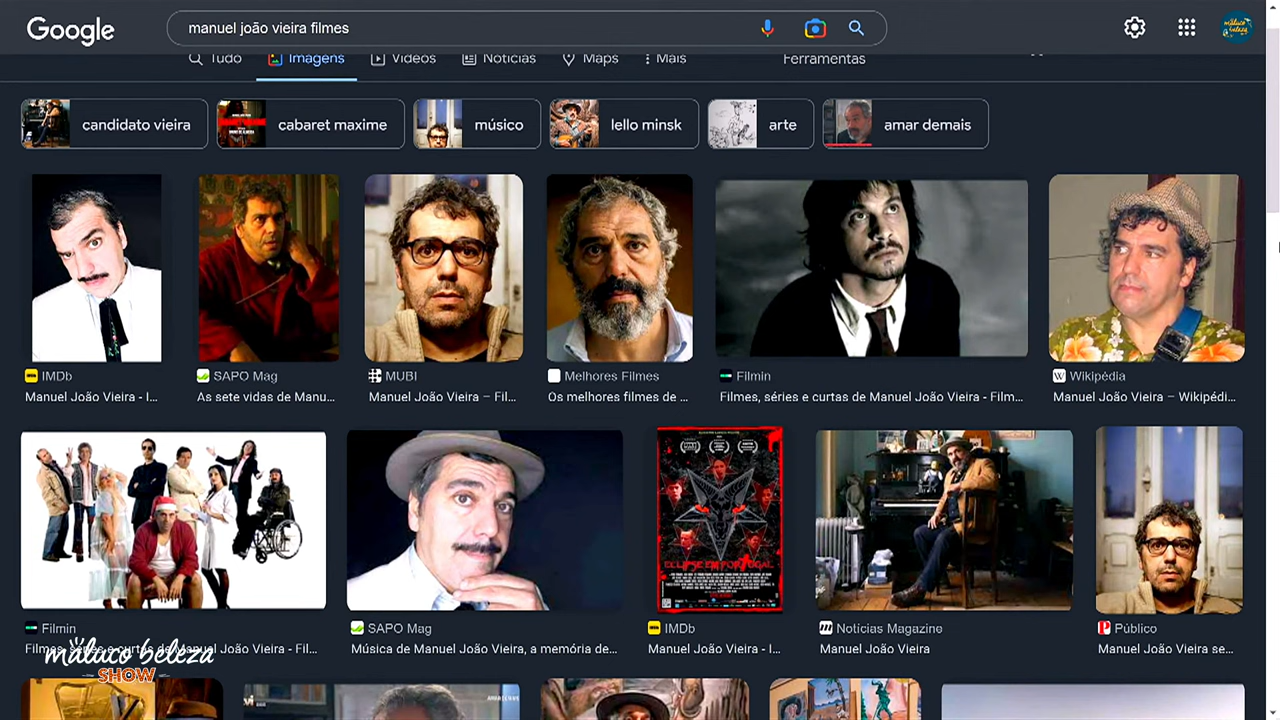 Google
manuel joão vieira filmes
Tudo
Imagens
Vídeos
Notícias
Maps
Mais
Ferramentas
candidato vieira
cabaret maxime
músico
lello minsk
arte
amar demais
IMDb
Manuel João Vieira - I...
SAPO Mag
As sete vidas de Manu...
MUBI
Manuel João Vieira – Fil...
Melhores Filmes
Os melhores filmes de ...
Filmin
Filmes, séries e curtas de Manuel João Vieira - Film...
Wikipédia
Manuel João Vieira – Wikipédi...
Filmin
Filmes, séries e curtas de Manuel João Vieira - Fil...
SAPO Mag
Música de Manuel João Vieira, a memória de...
ECLIPSE EM PORTUGAL
IMDb
Manuel João Vieira - I...
Notícias Magazine
Manuel João Vieira
Público
Manuel João Vieira se...
maluco beleza
SHOW